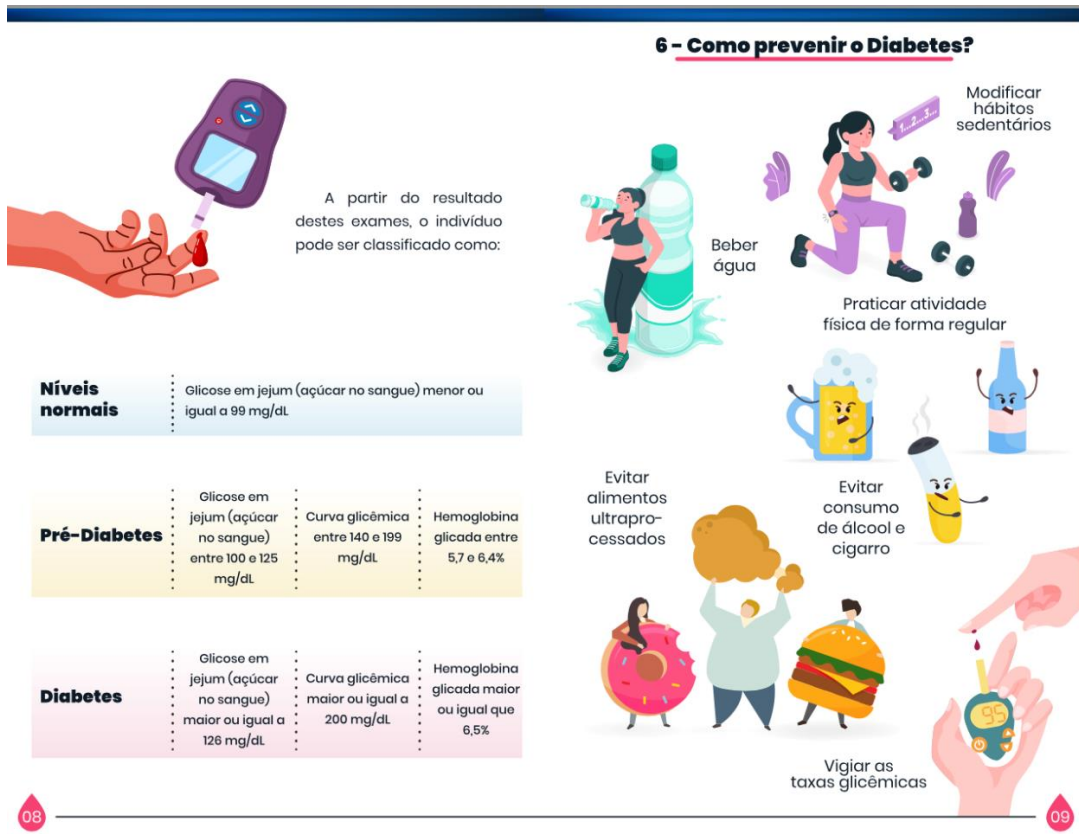 A partir do resultado
destes exames, o indivíduo
pode ser classificado como:
Níveis
normais
Glicose em jejum (açúcar no sangue) menor ou
igual a 99 mg/dL
Pré-Diabetes
Glicose em
jejum (açúcar
no sangue)
entre 100 e 125
mg/dL
Curva glicêmica
entre 140 e 199
mg/dL
Hemoglobina
glicada entre
5,7 e 6,4%
Diabetes
Glicose em
jejum (açúcar
no sangue)
maior ou igual a
126 mg/dL
Curva glicêmica
maior ou igual a
200 mg/dL
Hemoglobina
glicada maior
ou igual que
6,5%
08
6 - Como prevenir o Diabetes?
Modificar
hábitos
sedentários
1...2...3...
Beber
água
Praticar atividade
física de forma regular
Evitar
alimentos
ultrapro-
cessados
Evitar
consumo
de álcool e
cigarro
95
Vigiar as
taxas glicêmicas
09